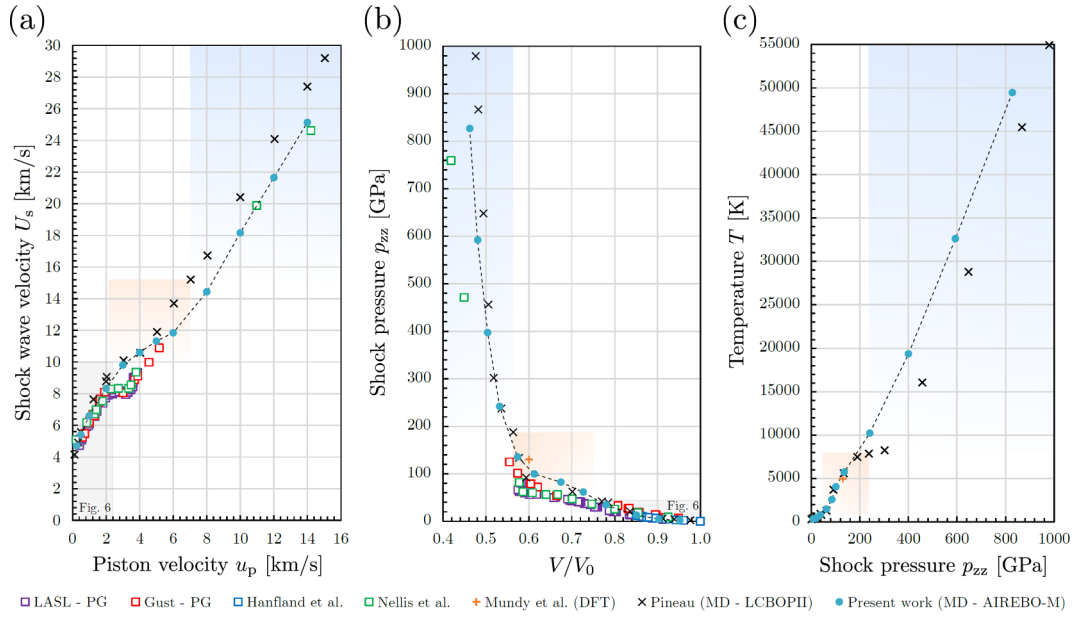 (a)
30
28
26
24
22
20
18
16
14
12
10
8
6
4
2
0
Shock wave velocity Us [km/s]
Fig. 6
0 2 4 6 8 10 12 14 16
Piston velocity up [km/s]
(b)
1000
900
800
700
600
500
400
300
200
100
0
Shock pressure pzz [GPa]
Fig. 6
0.4 0.5 0.6 0.7 0.8 0.9 1.0
V/V0
(c)
55000
50000
45000
40000
35000
30000
25000
20000
15000
10000
5000
0
Temperature T [K]
0 200 400 600 800 1000
Shock pressure pzz [GPa]
LASL - PG Gust - PG Hanfland et al. Nellis et al. Mundy et al. (DFT) Pineau (MD - LCBOPII) Present work (MD - AIREBO-M)